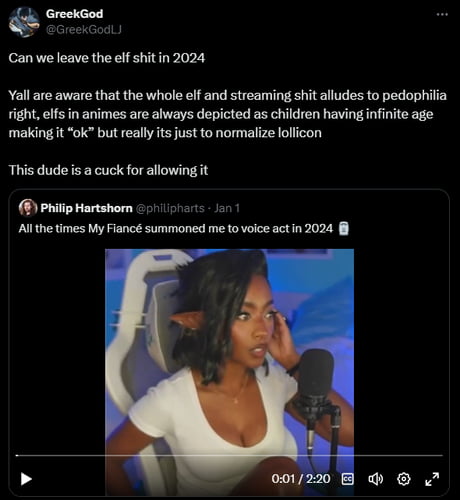 GreekGod
@GreekGodLJ
Can we leave the elf shit in 2024
Yall are aware that the whole elf and streaming shit alludes to pedophilia
right, elfs in animes are always depicted as children having infinite age
making it “ok” but really its just to normalize lollicon
This dude is a cuck for allowing it
Philip Hartshorn @philipharts · Jan 1
All the times My Fiancé summoned me to voice act in 2024
0:01 / 2:20 CC